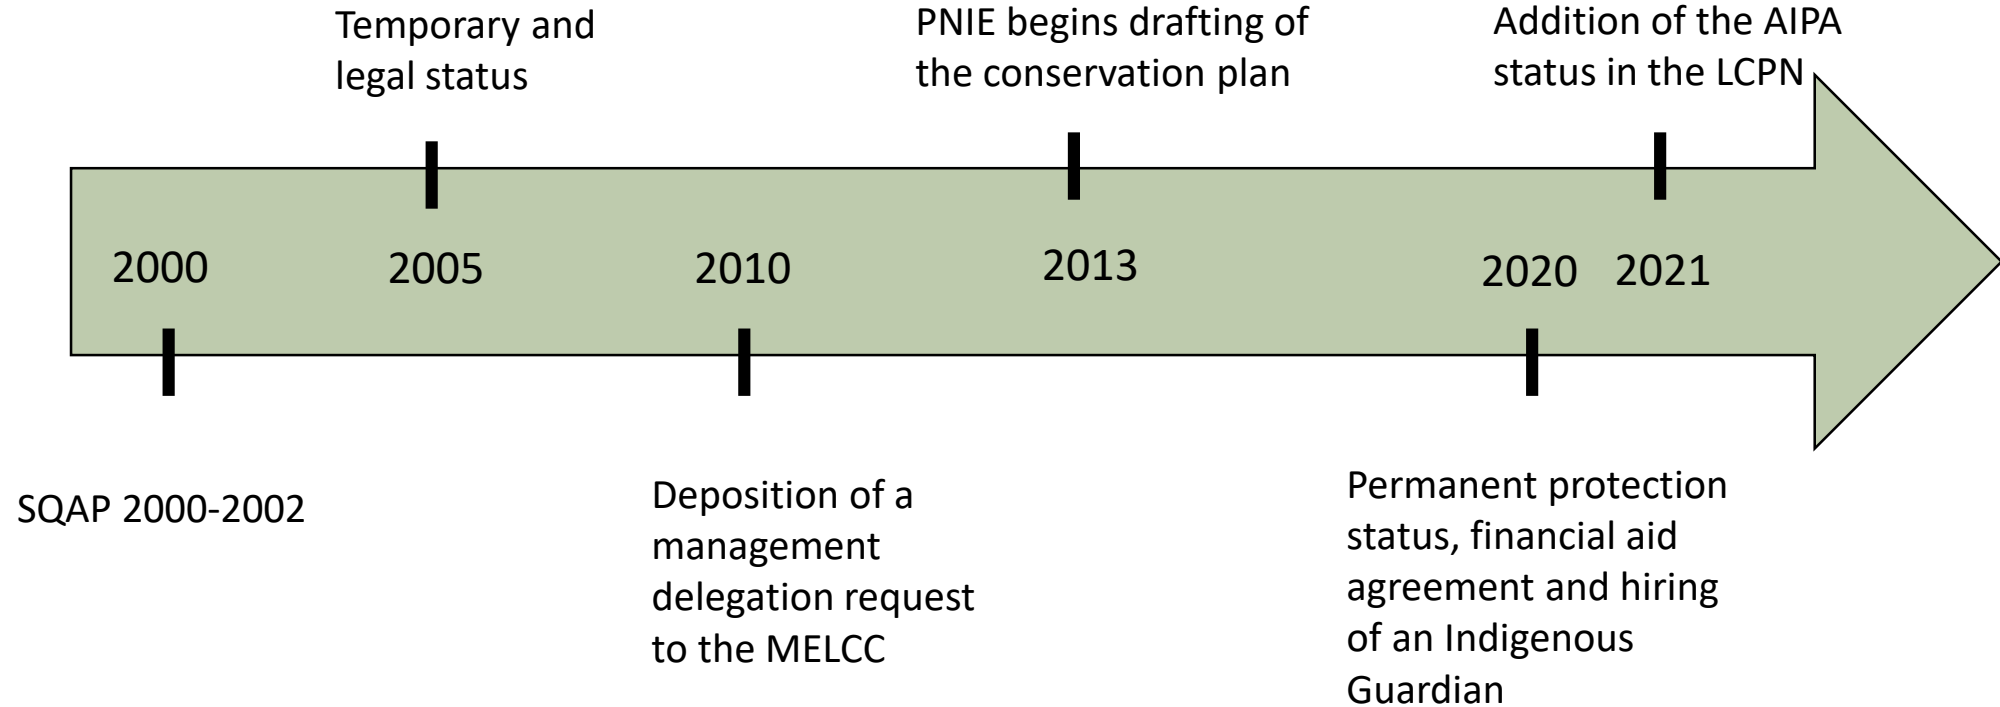 Temporary and
legal status
PNIE begins drafting of
the conservation plan
Addition of the AIPA
status in the LCPN
2000
2005
2010
2013
2020
2021
SQAP 2000-2002
Deposition of a
management
delegation request
to the MELCC
Permanent protection
status, financial aid
agreement and hiring
of an Indigenous
Guardian